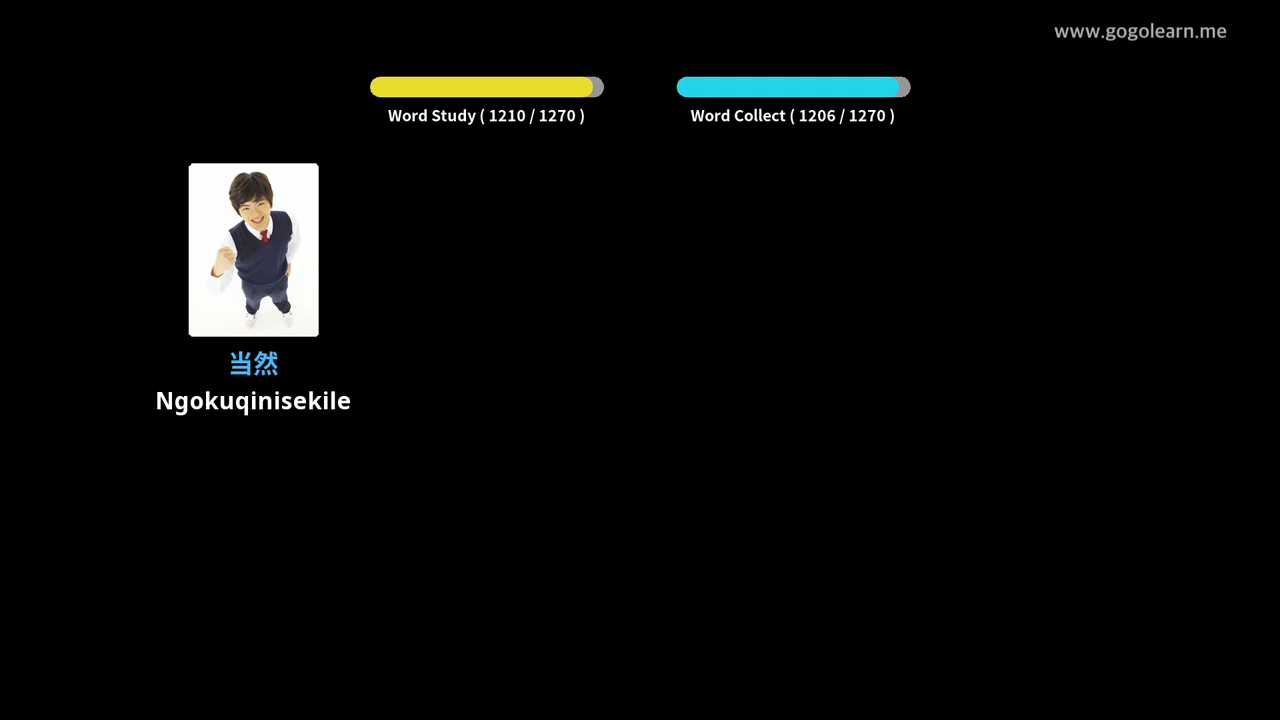 www.gogolearn.me
Word Study ( 1210 / 1270 )
Word Collect ( 1206 / 1270 )
当然
Ngokuqinisekile